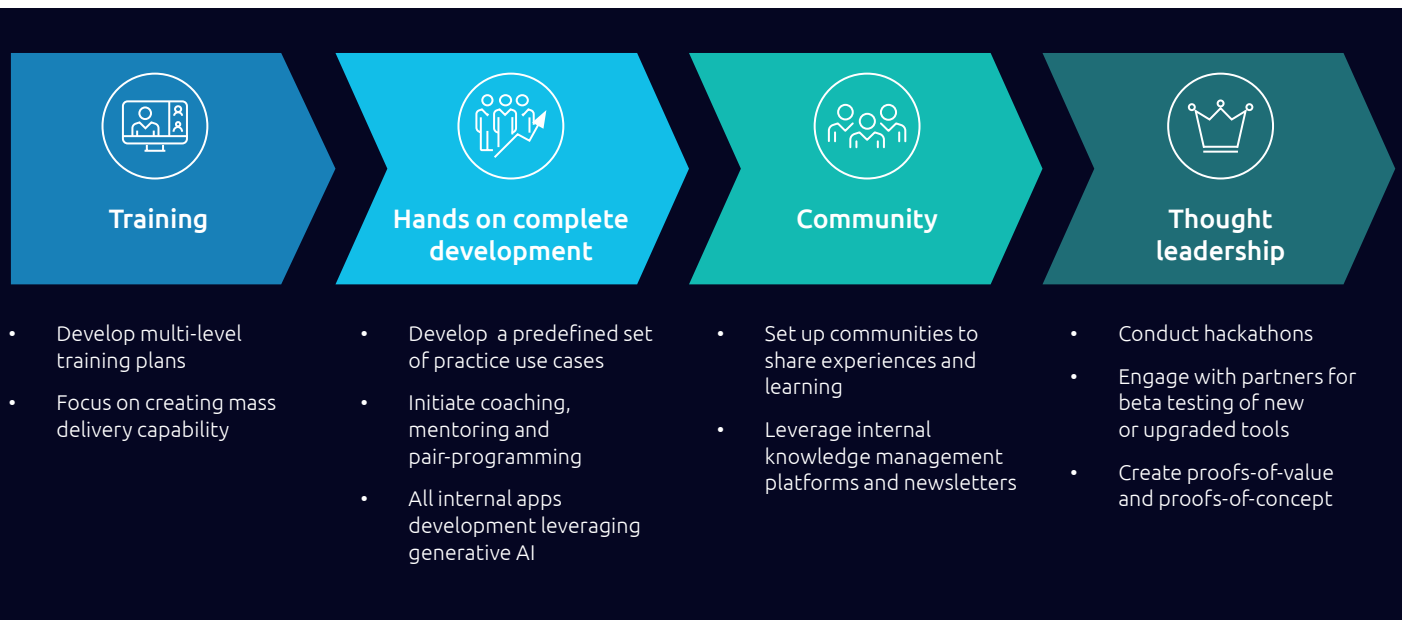 Training
• Develop multi-level
training plans
• Focus on creating mass
delivery capability
Hands on complete
development
• Develop a predefined set
of practice use cases
• Initiate coaching,
mentoring and
pair-programming
• All internal apps
development leveraging
generative AI
Community
• Set up communities to
share experiences and
learning
• Leverage internal
knowledge management
platforms and newsletters
Thought
leadership
• Conduct hackathons
• Engage with partners for
beta testing of new
or upgraded tools
• Create proofs-of-value
and proofs-of-concept